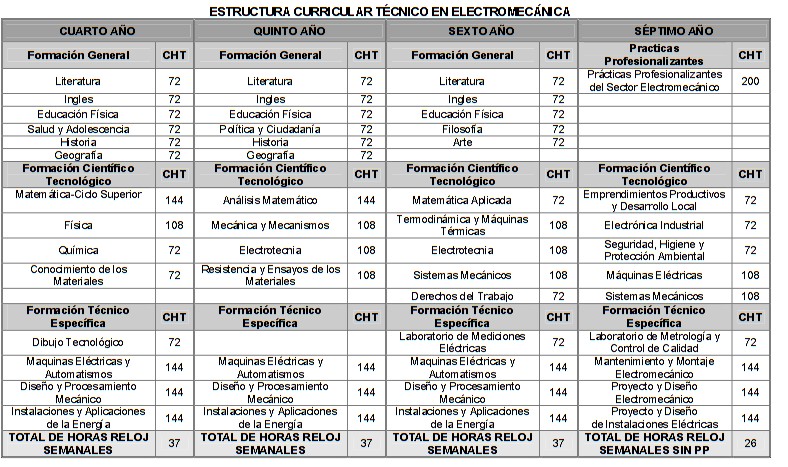 ESTRUCTURA CURRICULAR TÉCNICO EN ELECTROMECÁNICA
CUARTO AÑO QUINTO AÑO SEXTO AÑO SÉPTIMO AÑO
Formación General CHT Formación General CHT Formación General CHT Practicas Profesionalizantes CHT
Literatura 72 Literatura 72 Literatura 72 Prácticas Profesionalizantes del Sector Electromecánico 200
Ingles 72 Ingles 72 Ingles 72
Educación Física 72 Educación Física 72 Educación Física 72
Salud y Adolescencia 72 Política y Ciudadanía 72 Filosofía 72
Historia 72 Historia 72 Arte 72
Geografía 72 Geografía 72
Formación Científico Tecnológico CHT Formación Científico Tecnológico CHT Formación Científico Tecnológico CHT Formación Científico Tecnológico CHT
Matemática-Ciclo Superior 144 Análisis Matemático 144 Matemática Aplicada 72 Emprendimientos Productivos y Desarrollo Local 72
Física 108 Mecánica y Mecanismos 108 Termodinámica y Máquinas Térmicas 108 Electrónica Industrial 72
Química 72 Electrotecnia 108 Electrotecnia 108 Seguridad, Higiene y Protección Ambiental 72
Conocimiento de los Materiales 72 Resistencia y Ensayos de los Materiales 108 Sistemas Mecánicos 108 Máquinas Eléctricas 108
Derechos del Trabajo 72 Sistemas Mecánicos 108
Formación Técnico Específica CHT Formación Técnico Específica CHT Formación Técnico Específica CHT Formación Técnico Específica CHT
Dibujo Tecnológico 72 Laboratorio de Mediciones Eléctricas 72 Laboratorio de Metrología y Control de Calidad 72
Maquinas Eléctricas y Automatismos 144 Maquinas Eléctricas y Automatismos 144 Maquinas Eléctricas y Automatismos 144 Mantenimiento y Montaje Electromecánico 144
Diseño y Procesamiento Mecánico 144 Diseño y Procesamiento Mecánico 144 Diseño y Procesamiento Mecánico 144 Proyecto y Diseño Electromecánico 144
Instalaciones y Aplicaciones de la Energía 144 Instalaciones y Aplicaciones de la Energía 144 Instalaciones y Aplicaciones de la Energía 144 Proyecto y Diseño de Instalaciones Eléctricas 144
TOTAL DE HORAS RELOJ SEMANALES 37 TOTAL DE HORAS RELOJ SEMANALES 37 TOTAL DE HORAS RELOJ SEMANALES 37 TOTAL DE HORAS RELOJ SEMANALES SIN PP 26